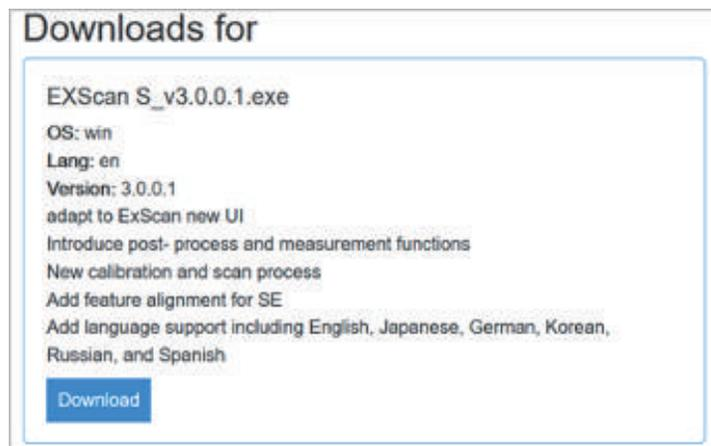 Downloads for
EXScan S_v3.0.0.1.exe
OS: win
Lang: en
Version: 3.0.0.1
adapt to ExScan new UI
Introduce post- process and measurement functions
New calibration and scan process
Add feature alignment for SE
Add language support including English, Japanese, German, Korean,
Russian, and Spanish
Download